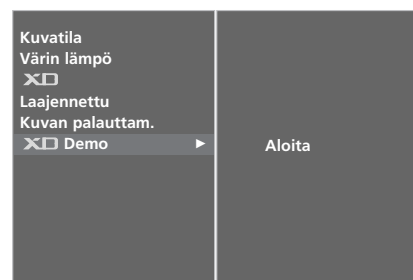 Kuvatila
Värin lämpö
XD
Laajennettu
Kuvan palauttam.
XD Demo ►
Aloita